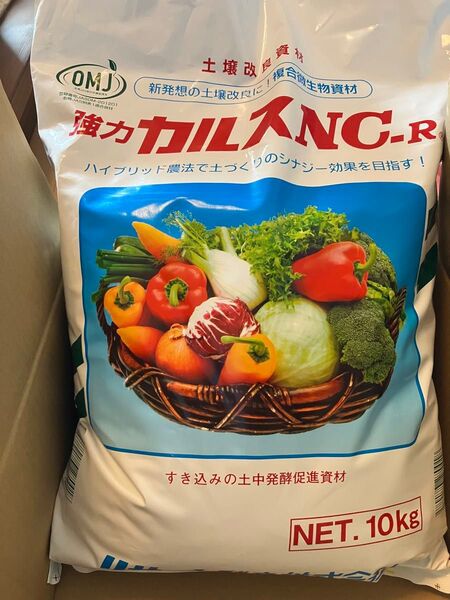 土壌改良資材
OMJ
新発想の土壌改良に!複合微生物資材
強力カルスNC-R
ハイブリッド農法で土づくりのシナジー効果を目指す!
すき込みの土中発酵促進資材
NET. 10kg